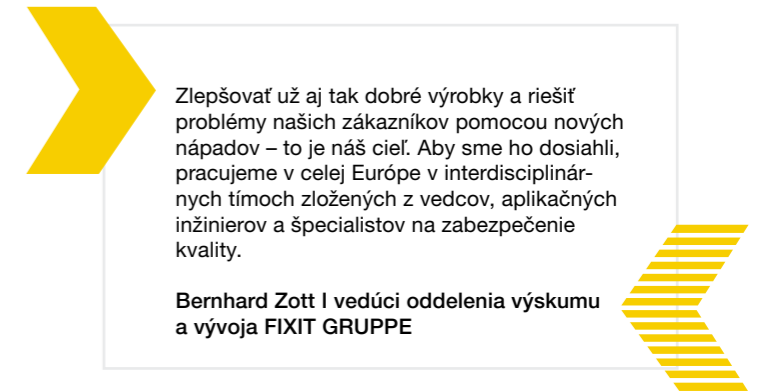 Zlepšovať už aj tak dobré výrobky a riešiť
problémy našich zákazníkov pomocou nových
nápadov – to je náš cieľ. Aby sme ho dosiahli,
pracujeme v celej Európe v interdisciplinár-
nych tímoch zložených z vedcov, aplikačných
inžinierov a špecialistov na zabezpečenie
kvality.
Bernhard Zott I vedúci oddelenia výskumu
a vývoja FIXIT GRUPPE